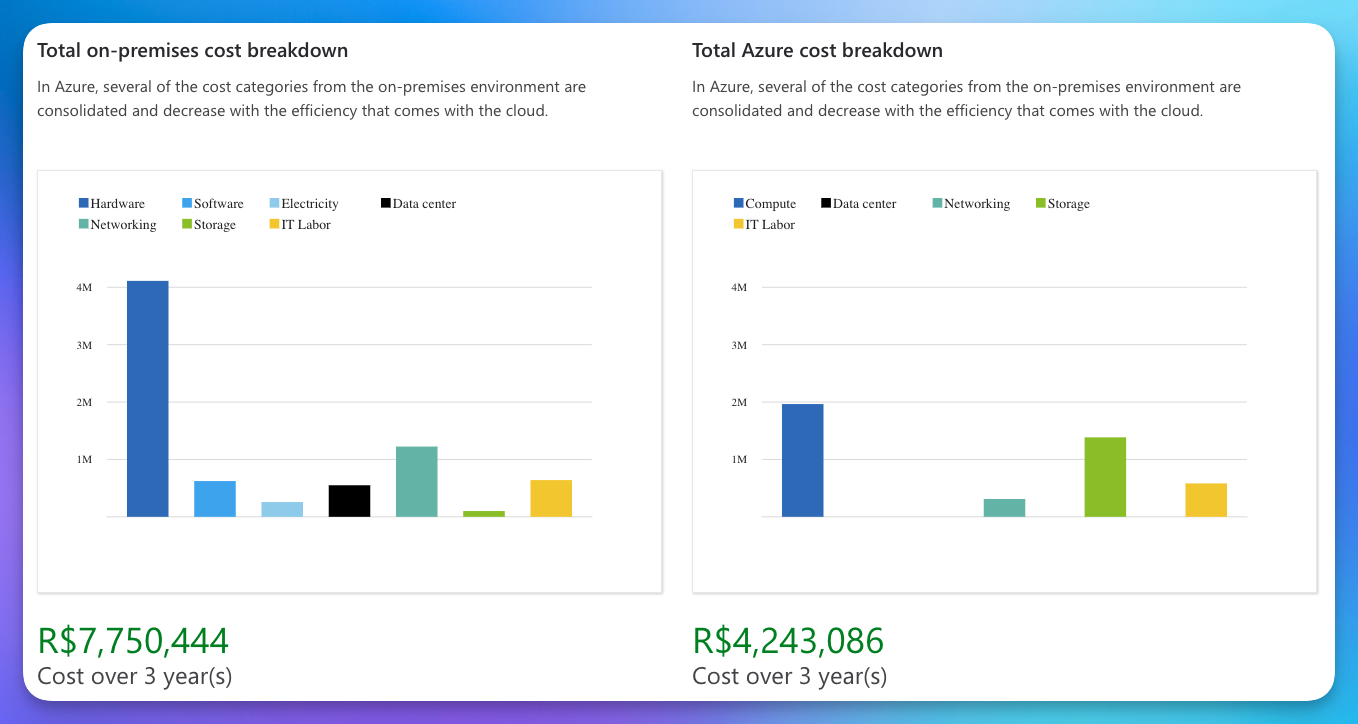 Total on-premises cost breakdown
In Azure, several of the cost categories from the on-premises environment are
consolidated and decrease with the efficiency that comes with the cloud.
Hardware Software Electricity Data center
Networking Storage IT Labor
4M
3M
2M
1M
R$7,750,444
Cost over 3 year(s)
Total Azure cost breakdown
In Azure, several of the cost categories from the on-premises environment are
consolidated and decrease with the efficiency that comes with the cloud.
Compute Data center Networking Storage
IT Labor
4M
3M
2M
1M
R$4,243,086
Cost over 3 year(s)